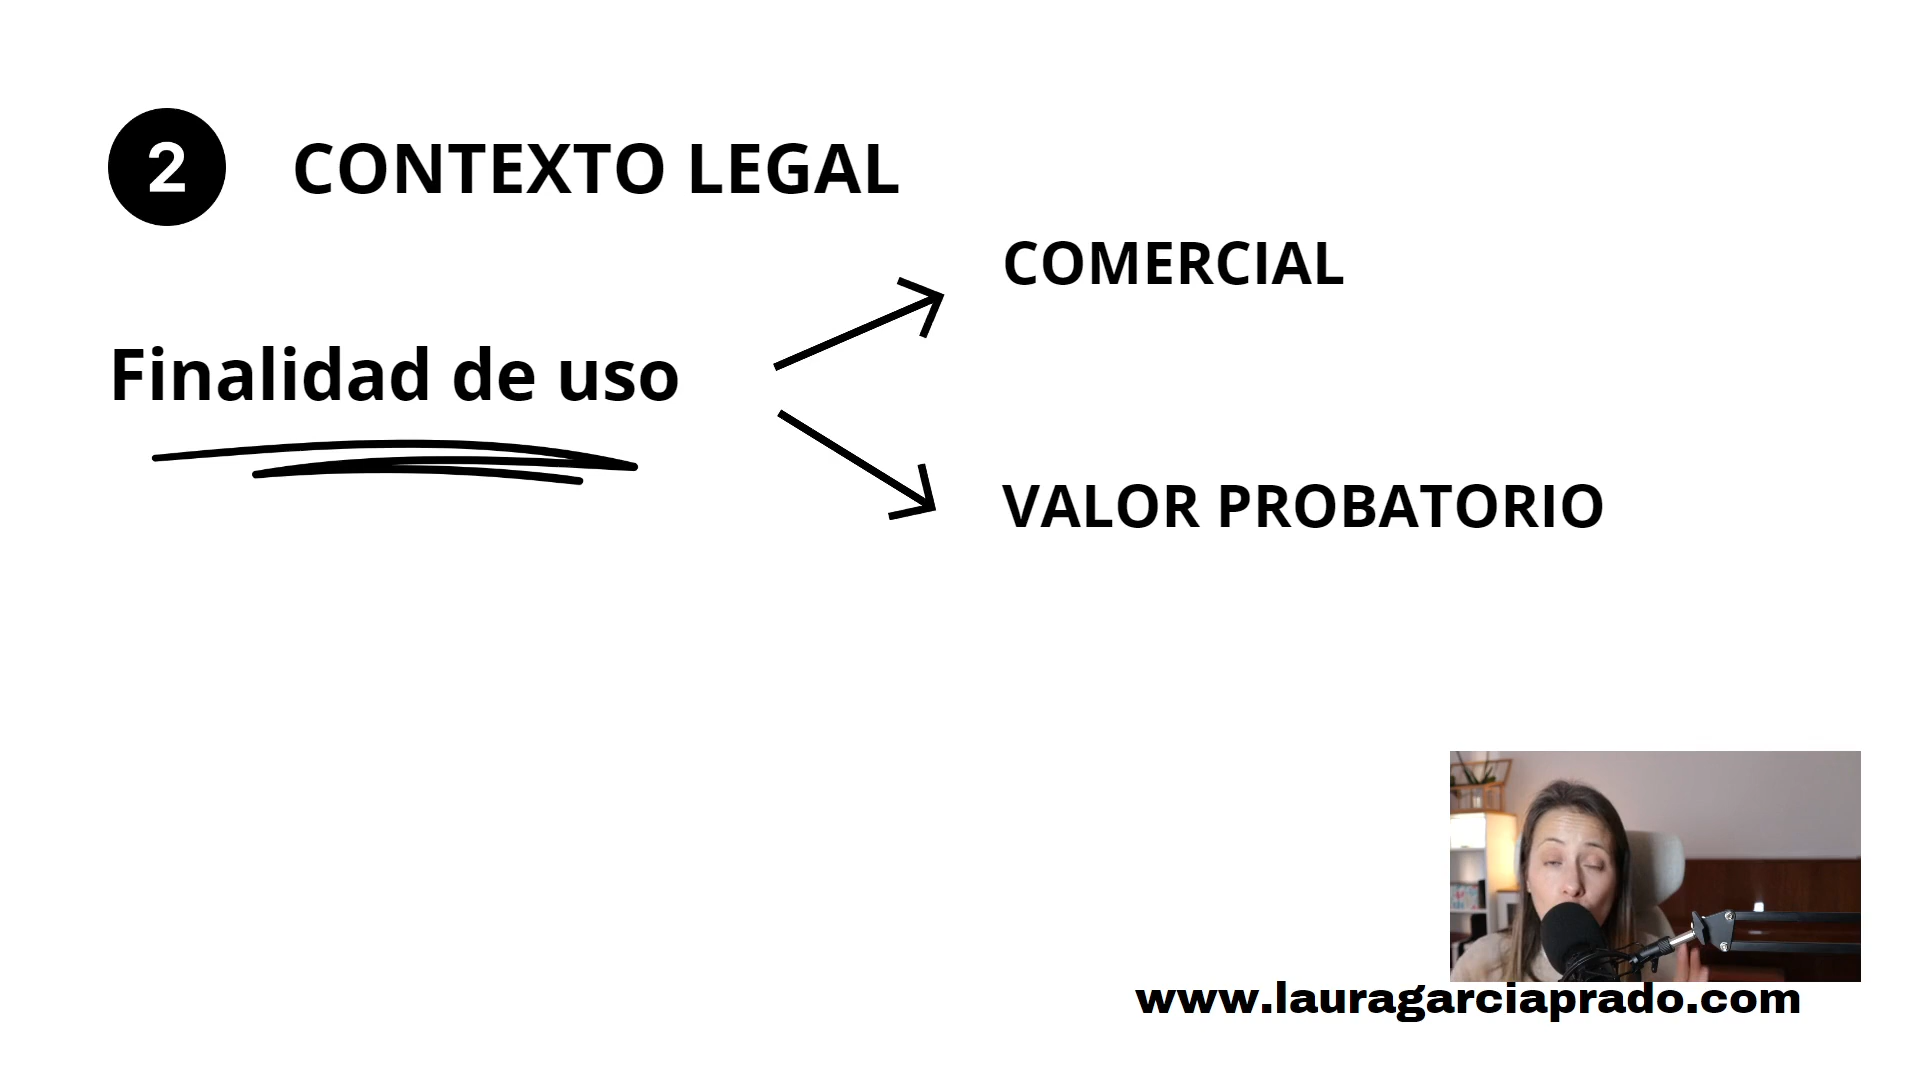 2
CONTEXTO LEGAL
COMERCIAL
Finalidad de uso
VALOR PROBATORIO
www.lauragarciaprado.com